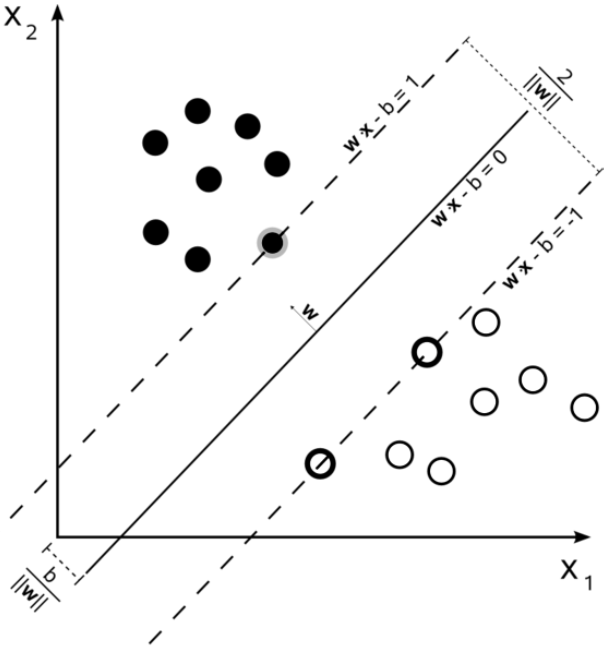 X₂
w·x - b = 1
2
||w||
w·x - b = 0
w·x - b = -1
w
b
||w||
X₁